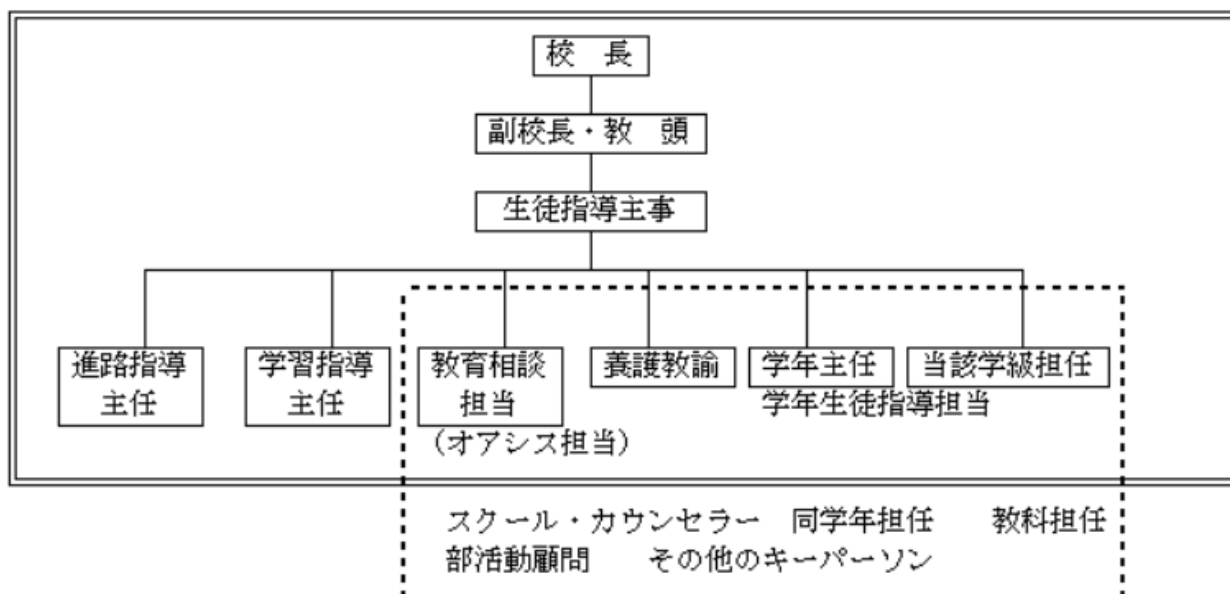 校　長
副校長・教　頭
生徒指導主事
進路指導
主任
学習指導
主任
教育相談
担当
(オアシス担当)
養護教諭
学年主任
学年生徒指導担当
当該学級担任
スクール・カウンセラー　同学年担任　　教科担任
部活動顧問　　その他のキーパーソン